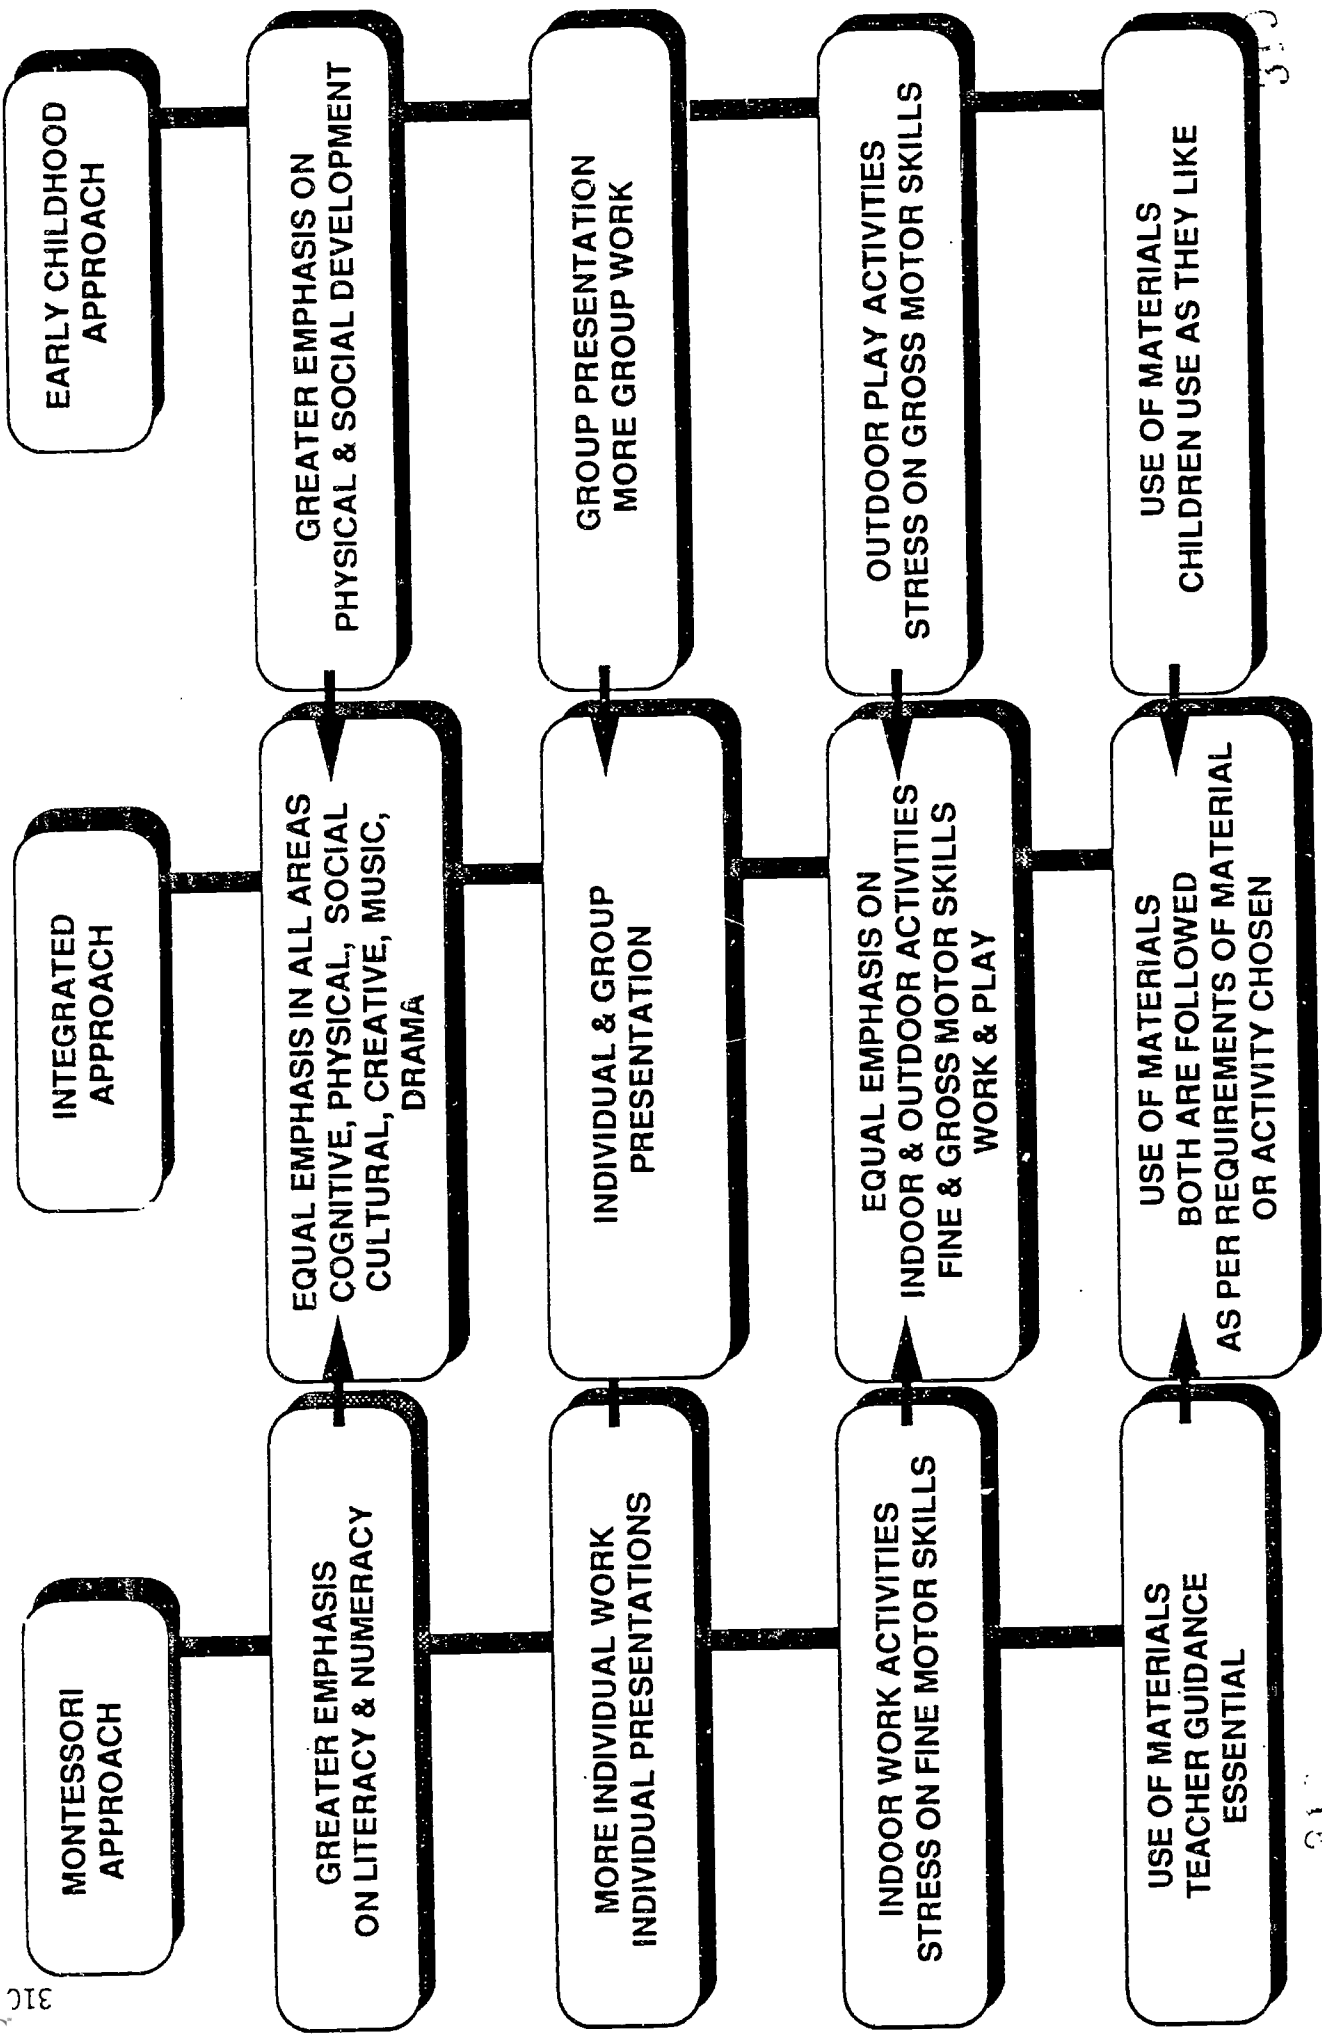 MONTESSORI
APPROACH
INTEGRATED
APPROACH
EARLY CHILDHOOD
APPROACH
GREATER EMPHASIS
ON LITERACY & NUMERACY
EQUAL EMPHASIS IN ALL AREAS
COGNITIVE, PHYSICAL, SOCIAL
CULTURAL, CREATIVE, MUSIC,
DRAMA
GREATER EMPHASIS ON
PHYSICAL & SOCIAL DEVELOPMENT
MORE INDIVIDUAL WORK
INDIVIDUAL PRESENTATIONS
INDIVIDUAL & GROUP
PRESENTATION
GROUP PRESENTATION
MORE GROUP WORK
INDOOR WORK ACTIVITIES
STRESS ON FINE MOTOR SKILLS
EQUAL EMPHASIS ON
INDOOR & OUTDOOR ACTIVITIES
FINE & GROSS MOTOR SKILLS
WORK & PLAY
OUTDOOR PLAY ACTIVITIES
STRESS ON GROSS MOTOR SKILLS
USE OF MATERIALS
TEACHER GUIDANCE
ESSENTIAL
USE OF MATERIALS
BOTH ARE FOLLOWED
AS PER REQUIREMENTS OF MATERIAL
OR ACTIVITY CHOSEN
USE OF MATERIALS
CHILDREN USE AS THEY LIKE